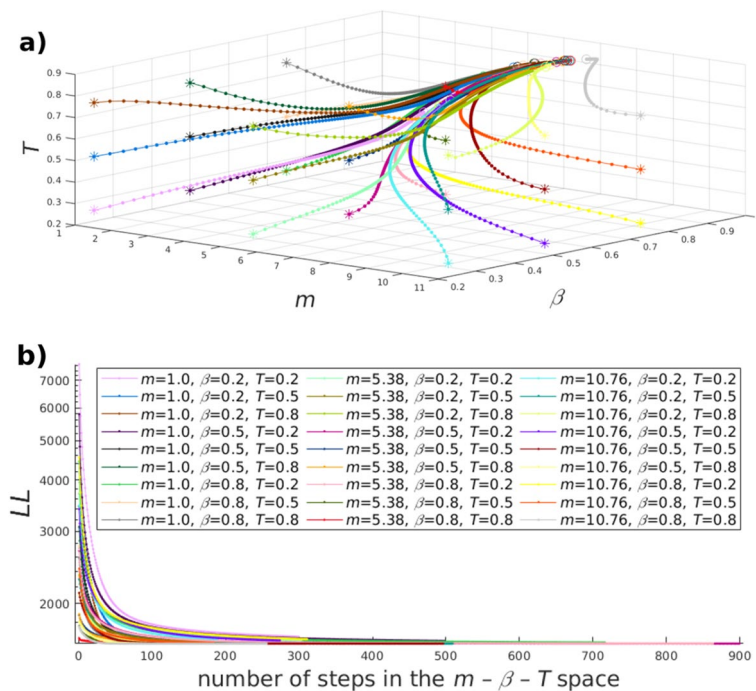 a)
0.9
0.8
0.7
0.6
0.5
0.4
0.3
0.2
T
1
2
3
4
5
6
7
8
9
10
11
m
0.2
0.3
0.4
0.5
0.6
0.7
0.8
0.9
β
b)
7000
6000
5000
4000
3000
2000
LL
m=1.0, β=0.2, T=0.2 m=5.38, β=0.2, T=0.2 m=10.76, β=0.2, T=0.2
m=1.0, β=0.2, T=0.5 m=5.38, β=0.2, T=0.5 m=10.76, β=0.2, T=0.5
m=1.0, β=0.2, T=0.8 m=5.38, β=0.2, T=0.8 m=10.76, β=0.2, T=0.8
m=1.0, β=0.5, T=0.2 m=5.38, β=0.5, T=0.2 m=10.76, β=0.5, T=0.2
m=1.0, β=0.5, T=0.5 m=5.38, β=0.5, T=0.5 m=10.76, β=0.5, T=0.5
m=1.0, β=0.5, T=0.8 m=5.38, β=0.5, T=0.8 m=10.76, β=0.5, T=0.8
m=1.0, β=0.8, T=0.2 m=5.38, β=0.8, T=0.2 m=10.76, β=0.8, T=0.2
m=1.0, β=0.8, T=0.5 m=5.38, β=0.8, T=0.5 m=10.76, β=0.8, T=0.5
m=1.0, β=0.8, T=0.8 m=5.38, β=0.8, T=0.8 m=10.76, β=0.8, T=0.8
0 100 200 300 400 500 600 700 800 900
number of steps in the m – β – T space